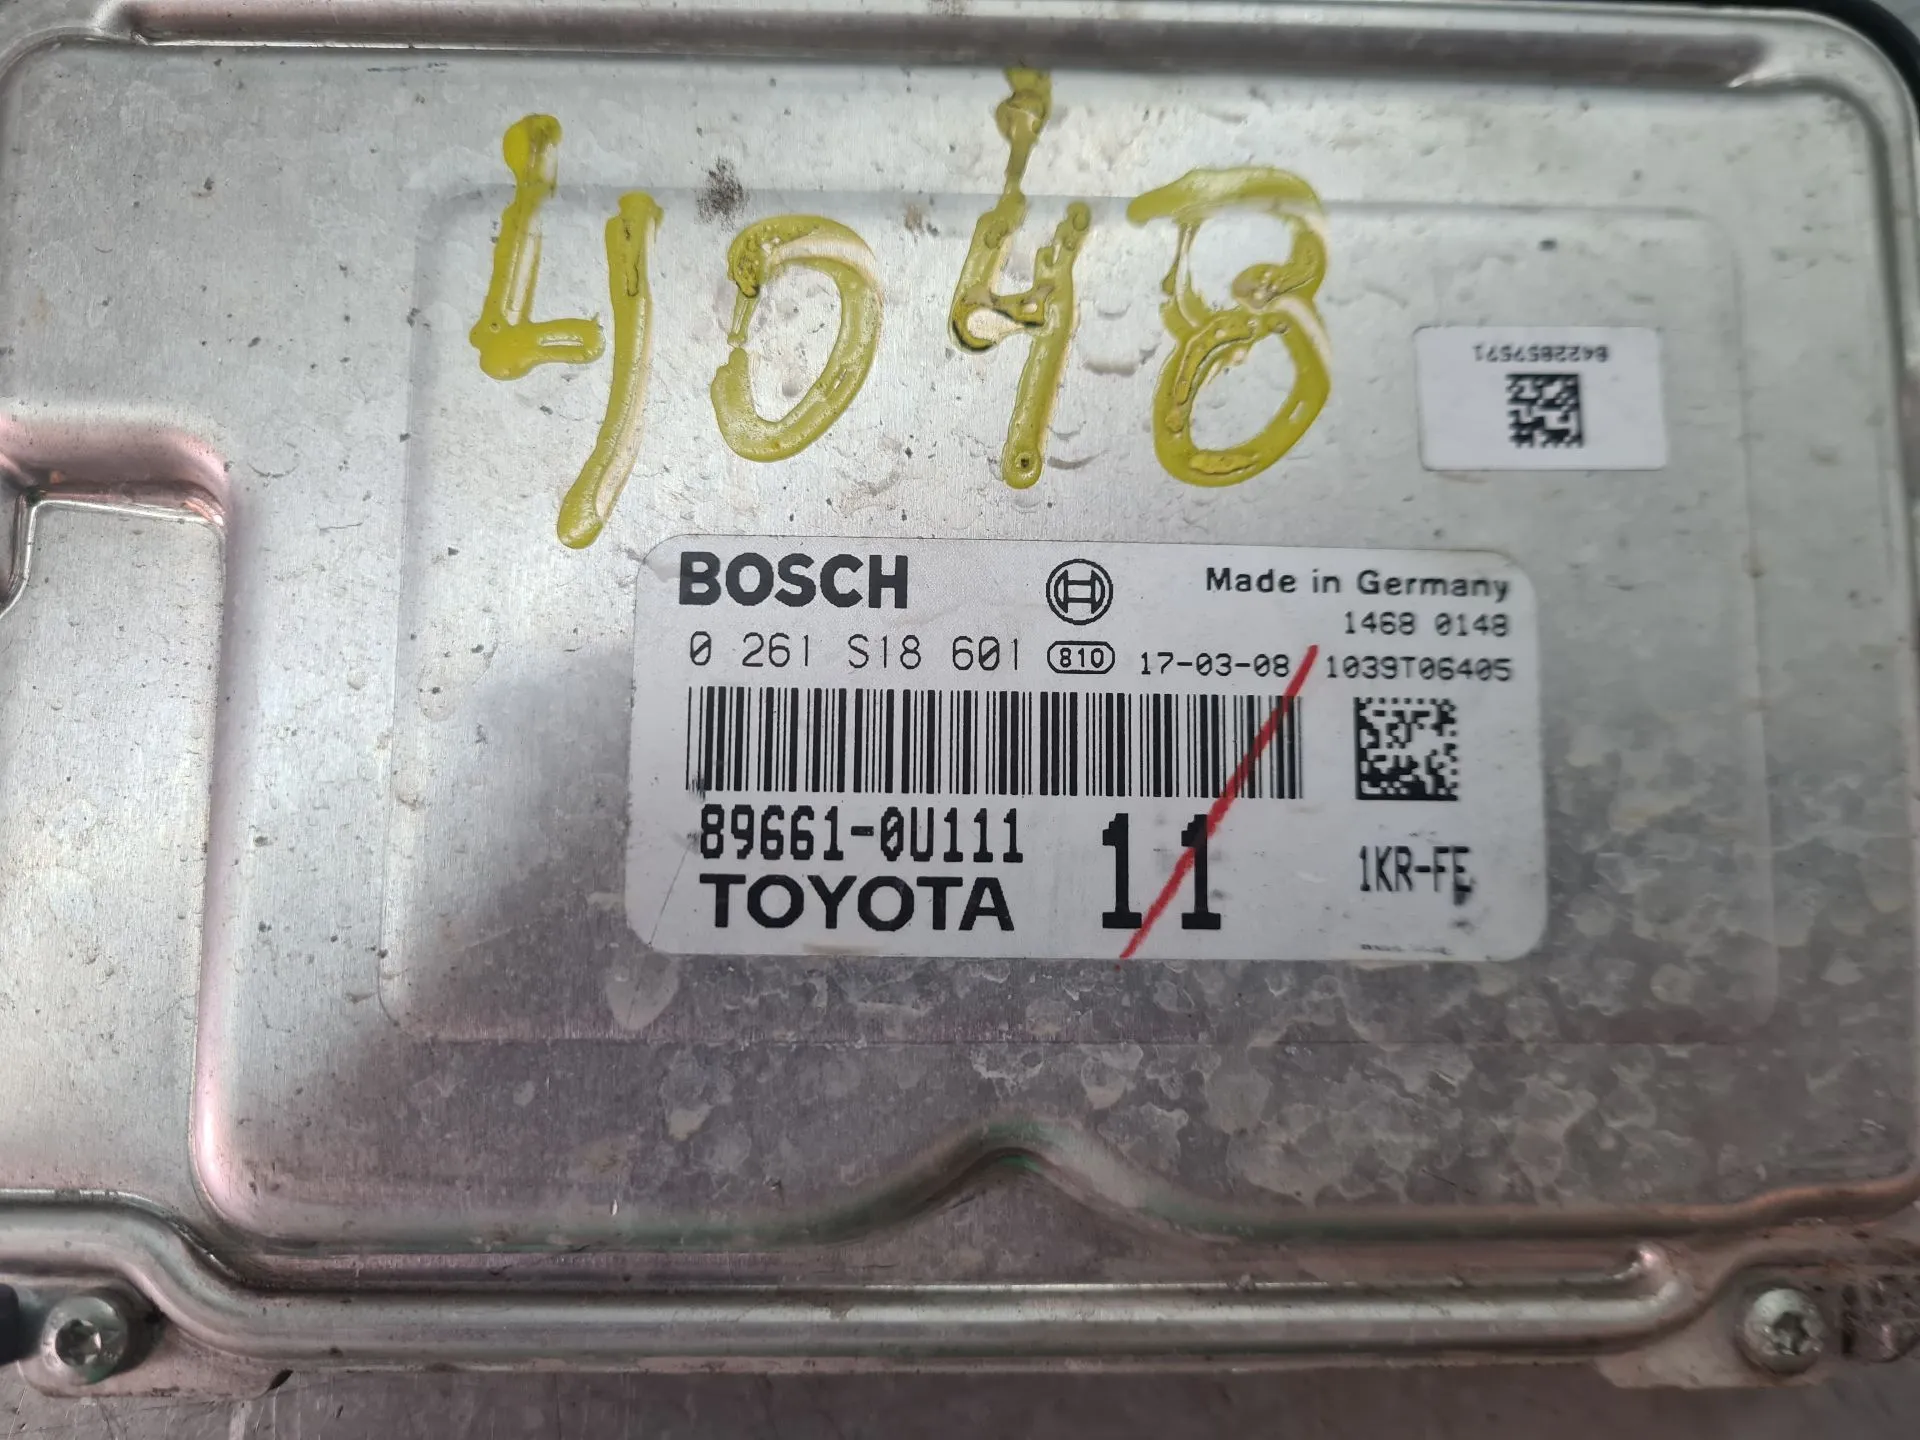 4048
84228579571
BOSCH
Made in Germany
1468 0148
0 261 S18 601 810 17-03-08 1039T06405
89661-0U111
TOYOTA
11
1KR-FE